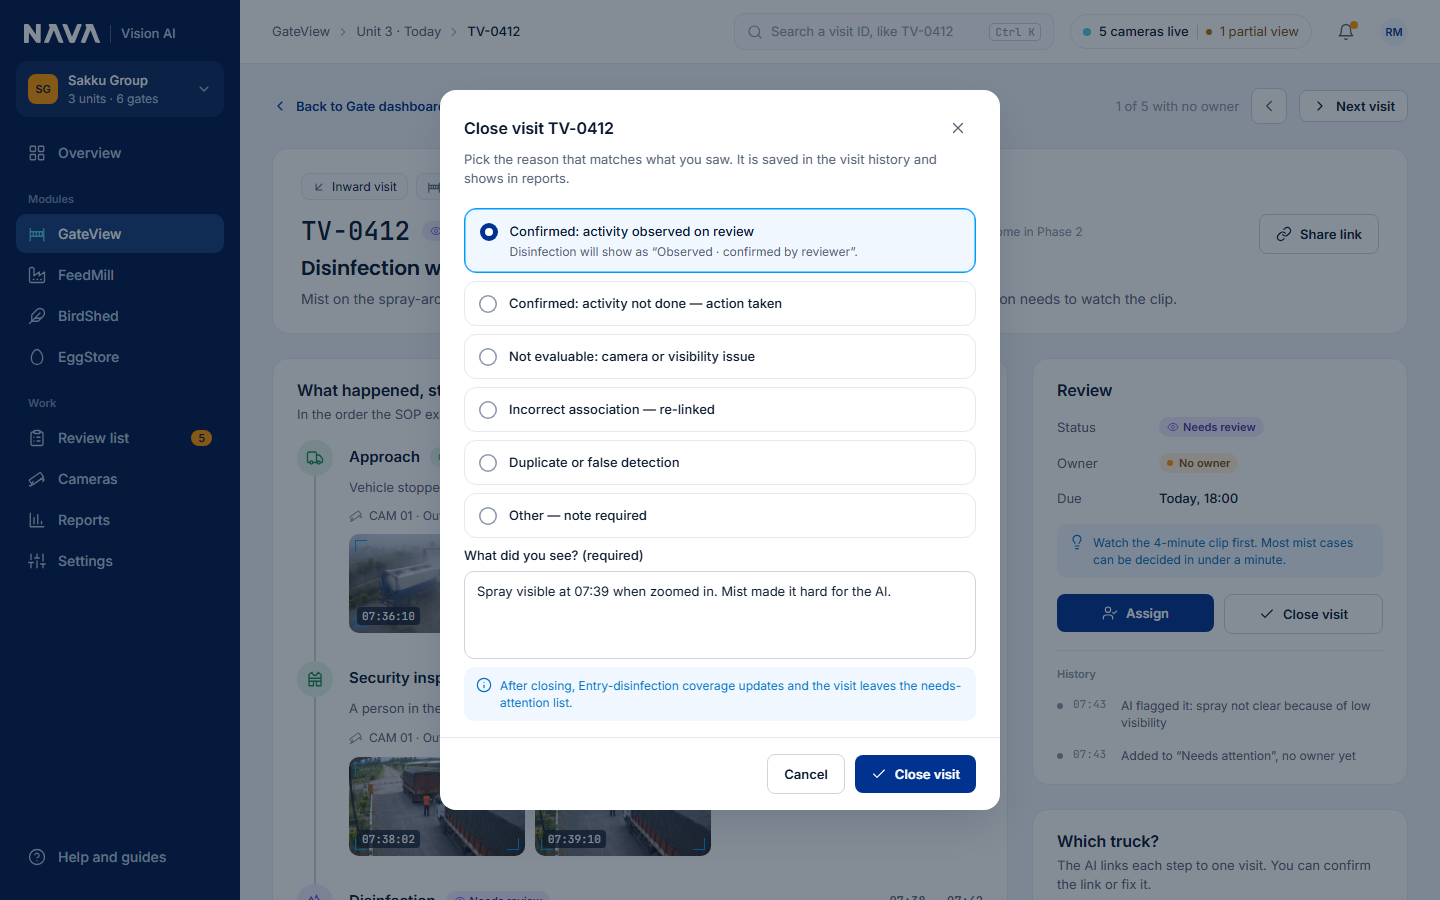 NAVA Vision AI
SG
Sakku Group
3 units · 6 gates
Overview
Modules
GateView
FeedMill
BirdShed
EggStore
Work
Review list 5
Cameras
Reports
Settings
Help and guides
GateView Unit 3 · Today TV-0412
Search a visit ID, like TV-0412 Ctrl K
5 cameras live 1 partial view
RM
Back to Gate dashboar
1 of 5 with no owner
Next visit
Inward visit
TV-0412
ome in Phase 2
Share link
Disinfection w
Mist on the spray-arc
on needs to watch the clip.
What happened, st
In the order the SOP ex
Approach
Vehicle stoppe
CAM 01 · Ou
07:36:10
Security insp
A person in the
CAM 01 · Ou
07:38:02
07:39:10
Disinfection Needs review 07:38 – 07:42
Close visit TV-0412
Pick the reason that matches what you saw. It is saved in the visit history and
shows in reports.
Confirmed: activity observed on review
Disinfection will show as “Observed · confirmed by reviewer”.
Confirmed: activity not done — action taken
Not evaluable: camera or visibility issue
Incorrect association — re-linked
Duplicate or false detection
Other — note required
What did you see? (required)
Spray visible at 07:39 when zoomed in. Mist made it hard for the AI.
After closing, Entry-disinfection coverage updates and the visit leaves the needs-
attention list.
Cancel
Close visit
Review
Status Needs review
Owner No owner
Due Today, 18:00
Watch the 4-minute clip first. Most mist cases
can be decided in under a minute.
Assign
Close visit
History
07:43 AI flagged it: spray not clear because of low
visibility
07:43 Added to “Needs attention”, no owner yet
Which truck?
The AI links each step to one visit. You can confirm
the link or fix it.